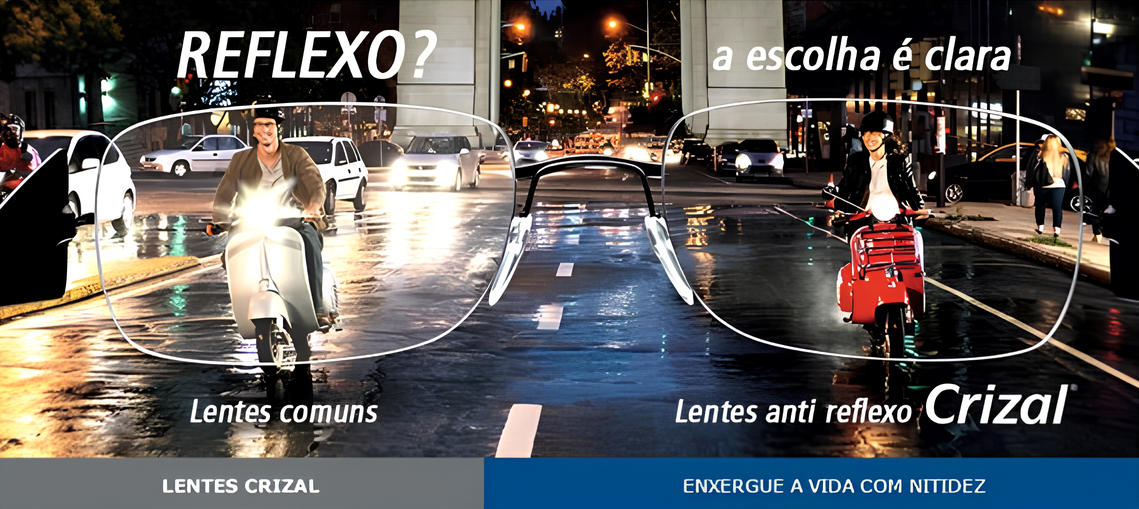 REFLEXO?
a escolha é clara
Lentes comuns
Lentes anti reflexo Crizal
LENTES CRIZAL
ENXERGUE A VIDA COM NITIDEZ